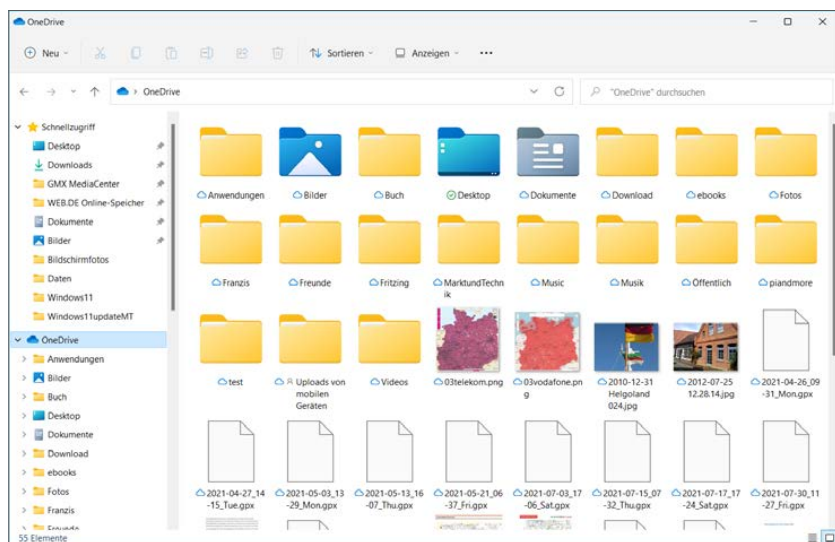 OneDrive
Neu
Sortieren
Anzeigen
OneDrive
"OneDrive" durchsuchen
Schnellzugriff
Desktop
Downloads
GMX MediaCenter
WEB.DE Online-Speicher
Dokumente
Bilder
Bildschirmfotos
Daten
Windows11
Windows11updateMT
OneDrive
Anwendungen
Bilder
Buch
Desktop
Dokumente
Download
ebooks
Fotos
Franzis
Freunde
Anwendungen
Bilder
Buch
Desktop
Dokumente
Download
ebooks
Fotos
Franzis
Freunde
Fritzing
MarktundTechn
ik
Music
Musik
Öffentlich
piandmore
test
Uploads von
mobilen
Geräten
Videos
03telekom.png
03vodafone.pn
g
2010-12-31
Helgoland
024.jpg
2012-07-25
12.28.14.jpg
2021-04-26_09
-31_Mon.gpx
2021-04-27_14
-15_Tue.gpx
2021-05-03_13
-29_Mon.gpx
2021-05-13_16
-07_Thu.gpx
2021-05-21_06
-37_Fri.gpx
2021-07-03_17
-06_Sat.gpx
2021-07-15_07
-32_Thu.gpx
2021-07-17_17
-24_Sat.gpx
2021-07-30_11
-27_Fri.gpx
55 Elemente